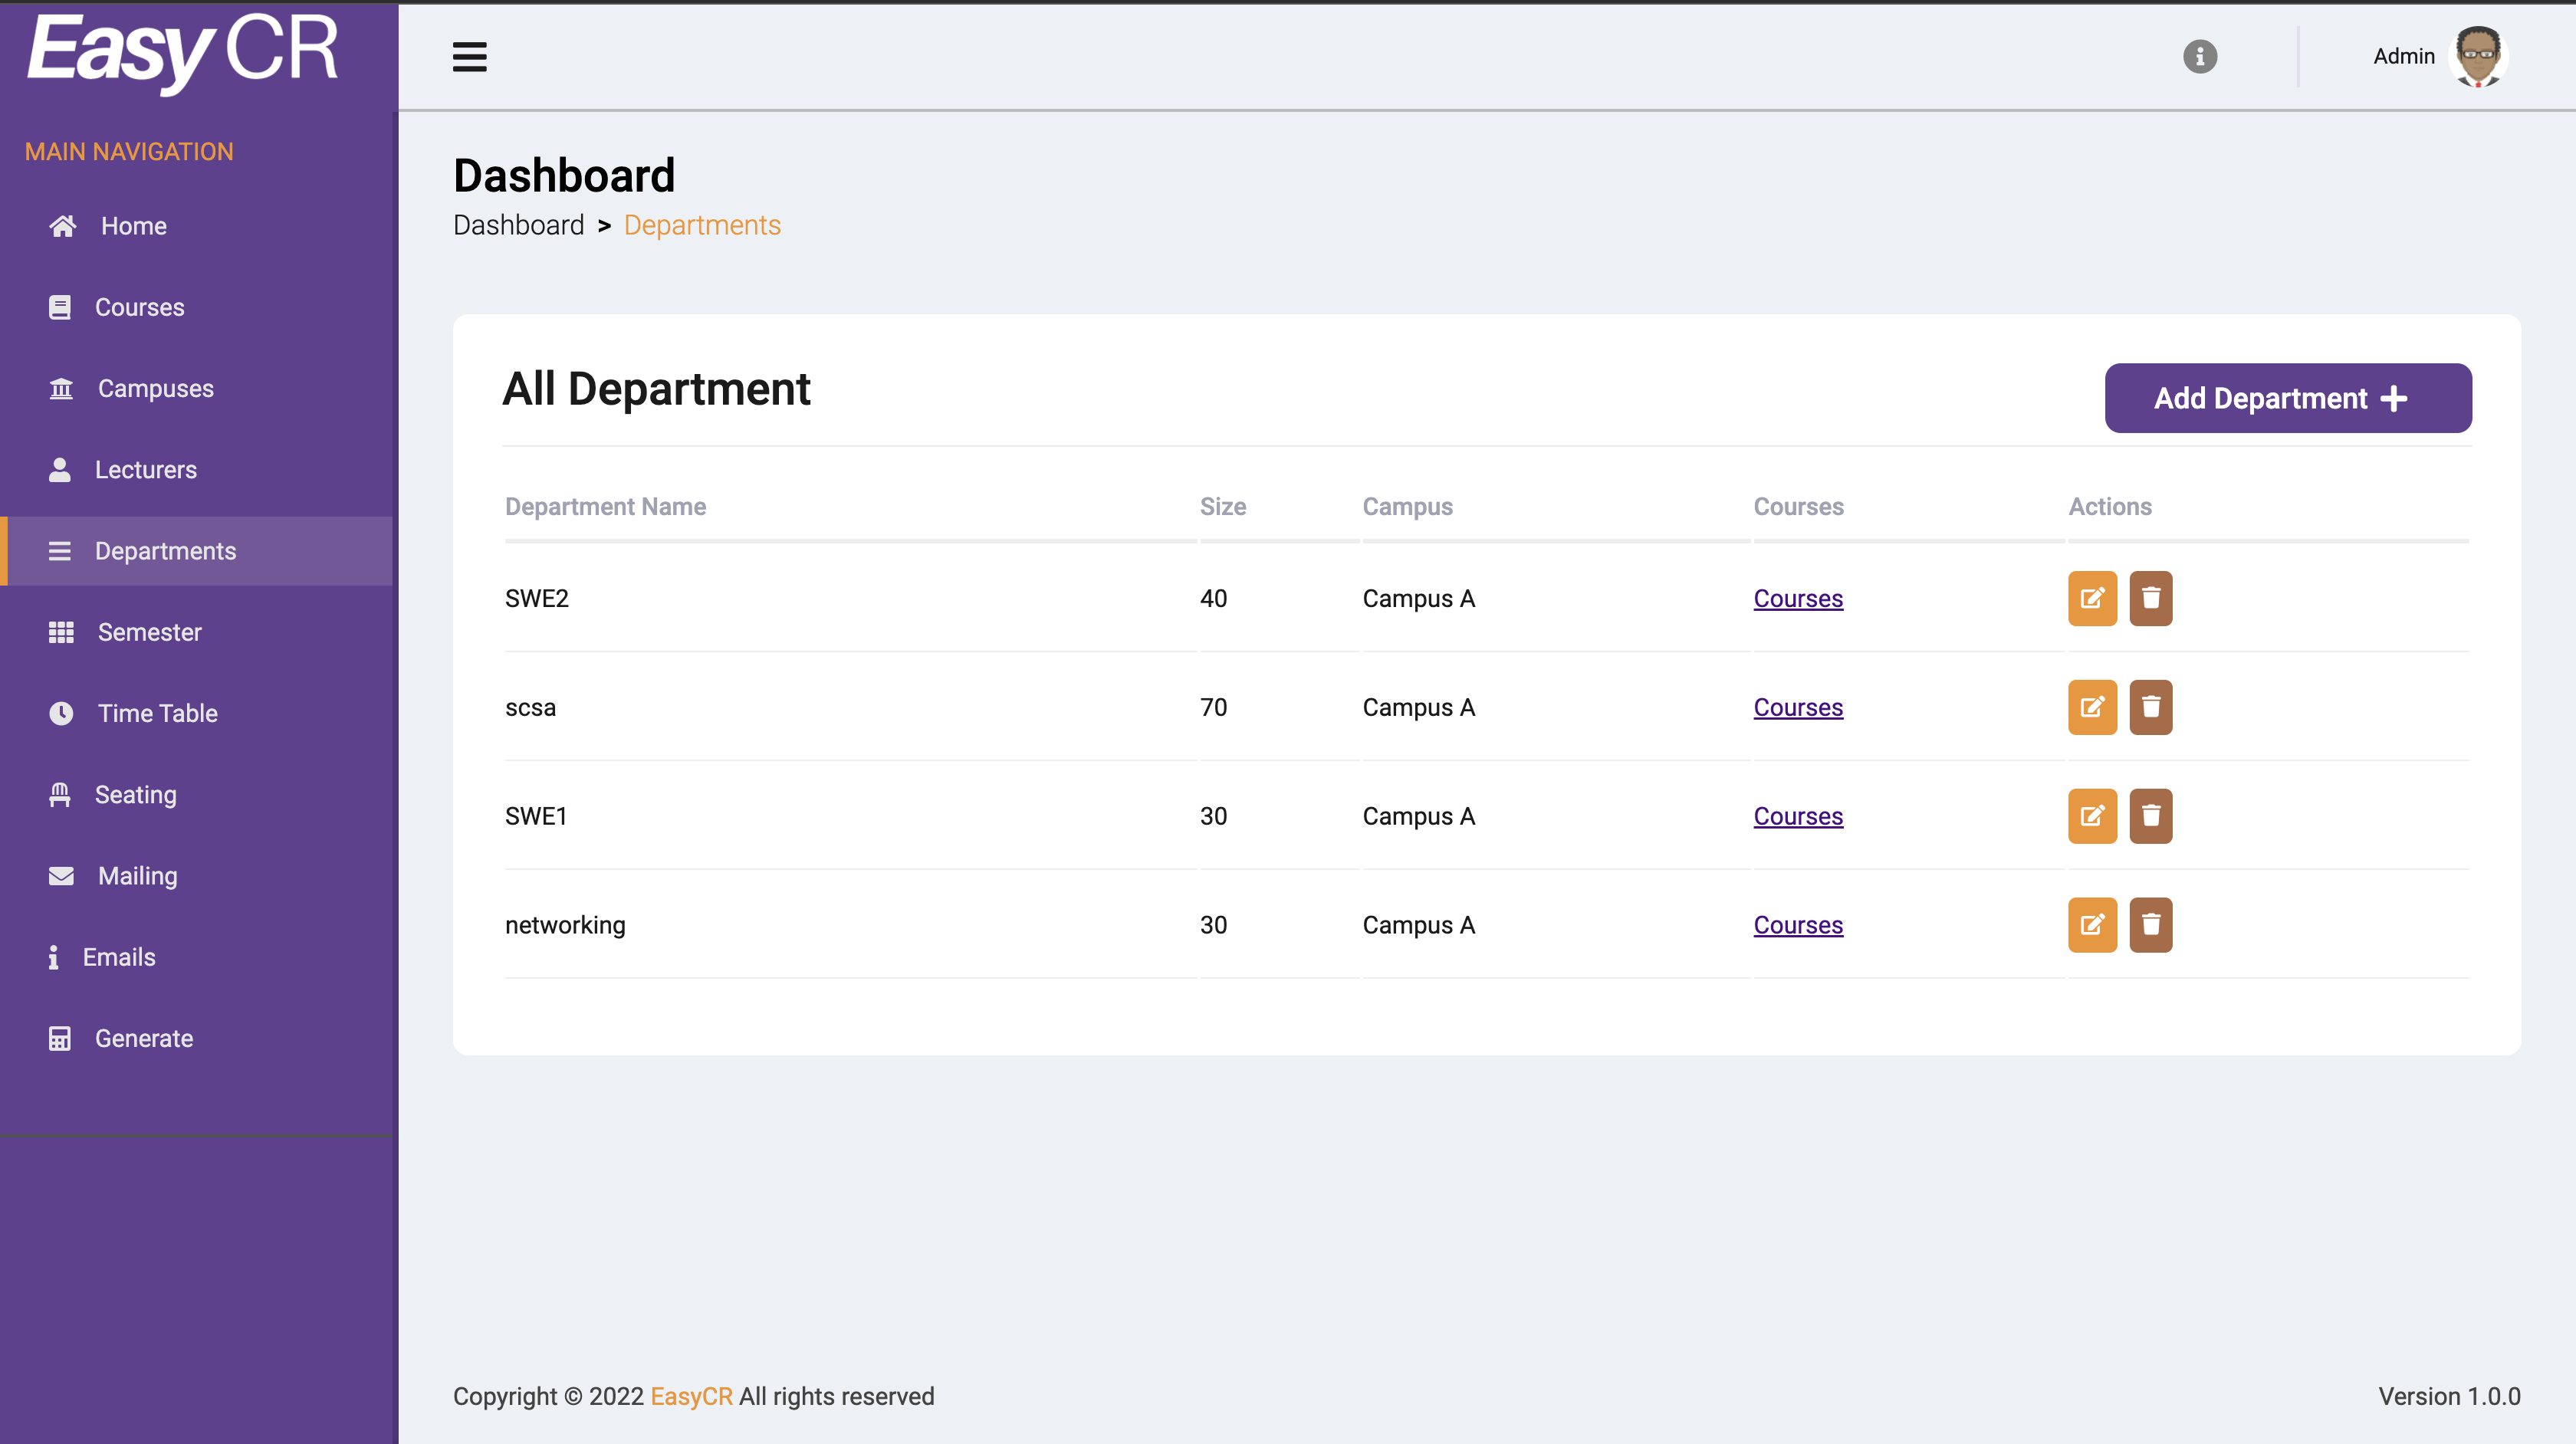 Easy CR
Admin
MAIN NAVIGATION
Home
Courses
Campuses
Lecturers
Departments
Semester
Time Table
Seating
Mailing
Emails
Generate
Dashboard
Dashboard > Departments
All Department
Add Department +
Department Name Size Campus Courses Actions
SWE2 40 Campus A Courses
scsa 70 Campus A Courses
SWE1 30 Campus A Courses
networking 30 Campus A Courses
Copyright © 2022 EasyCR All rights reserved
Version 1.0.0